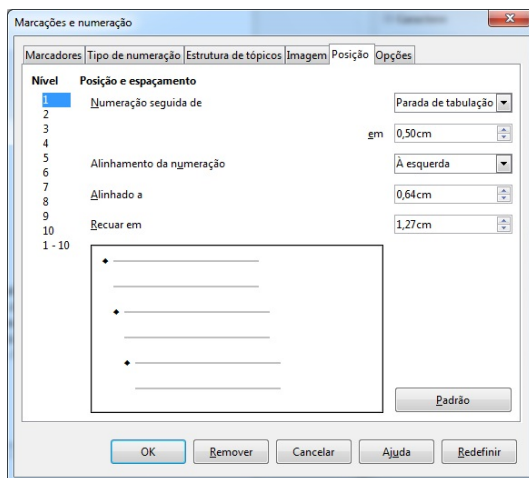 Marcações e numeração
Marcadores Tipo de numeração Estrutura de tópicos Imagem Posição Opções
Nível Posição e espaçamento
1 Numeração seguida de Parada de tabulação
2
3 em 0,50cm
4
5 Alinhamento da numeração À esquerda
6
7 Alinhado a 0,64cm
8
9 Recuar em 1,27cm
10
1 - 10
Padrão
OK Remover Cancelar Ajuda Redefinir